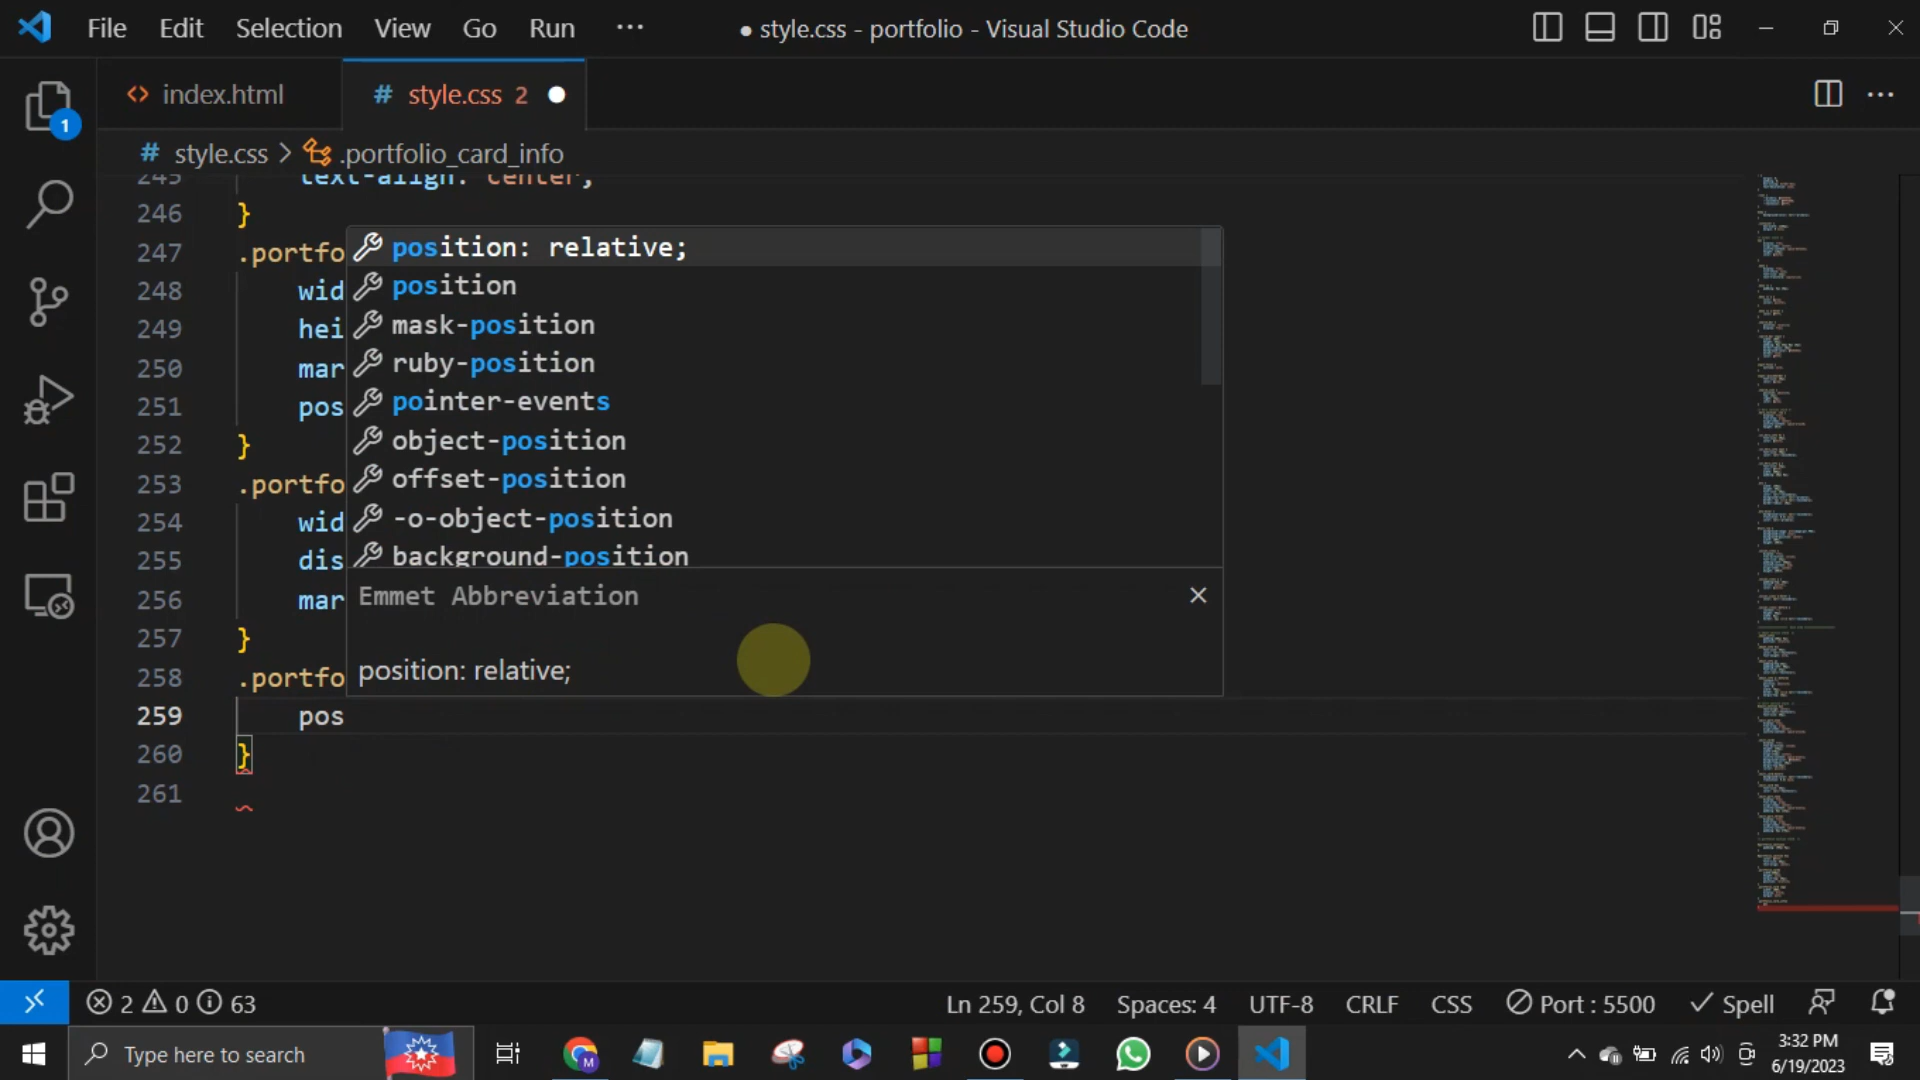 File Edit Selection View Go Run ···
● style.css - portfolio - Visual Studio Code
<> index.html
# style.css 2 ●
# style.css > .portfolio_card_info
245 text-align: center;
246 }
247 .portfo
248 wid
249 hei
250 mar
251 pos
252 }
253 .portfo
254 wid
255 dis
256 mar
257 }
258 .portfo
259 pos
260 }
261
position: relative;
position
mask-position
ruby-position
pointer-events
object-position
offset-position
-o-object-position
background-position
Emmet Abbreviation
position: relative;
1
2 0 63
Ln 259, Col 8 Spaces: 4 UTF-8 CRLF CSS Port : 5500 Spell
Type here to search
3:32 PM
6/19/2023